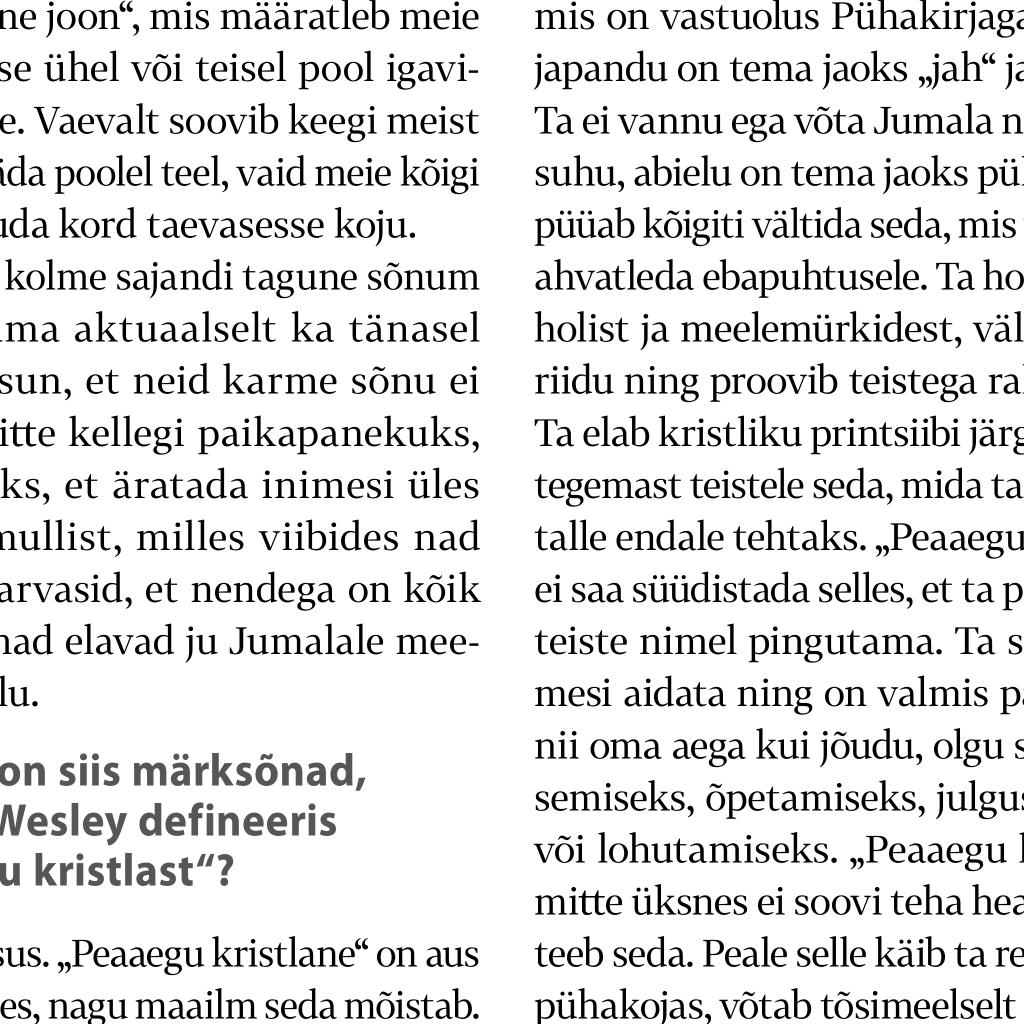 ne joon“, mis määratleb meie
se ühel või teisel pool igavi-
e. Vaevalt soovib keegi meist
äda poolel teel, vaid meie kõigi
uda kord taevasesse koju.
kolme sajandi tagune sõnum
ma aktuaalselt ka tänasel
sun, et neid karme sõnu ei
itte kellegi paikapanekuks,
ks, et äratada inimesi üles
mullist, milles viibides nad
arvasid, et nendega on kõik
nad elavad ju Jumalale mee-
lu.
on siis märksõnad,
Wesley defineeris
u kristlast“?
sus. „Peaaegu kristlane“ on aus
es, nagu maailm seda mõistab.
mis on vastuolus Pühakirjaga
japandu on tema jaoks „jah“ ja
Ta ei vannu ega võta Jumala n
suhu, abielu on tema jaoks püh
püüab kõigiti vältida seda, mis
ahvatleda ebapuhtusele. Ta ho
holist ja meelemürkidest, väl
riidu ning proovib teistega ra
Ta elab kristliku printsiibi järg
tegemast teistele seda, mida ta
talle endale tehtaks. „Peaaegu
ei saa süüdistada selles, et ta p
teiste nimel pingutama. Ta s
mesi aidata ning on valmis pa
nii oma aega kui jõudu, olgu s
semiseks, õpetamiseks, julgus
või lohutamiseks. „Peaaegu k
mitte üksnes ei soovi teha hea
teeb seda. Peale selle käib ta re
pühakojas, võtab tõsimeelselt